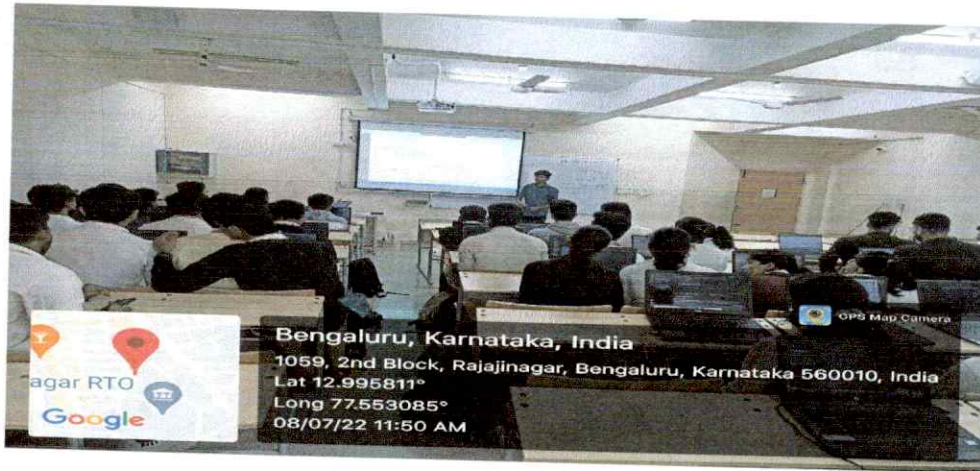 GPS Map Camera
Bengaluru, Karnataka, India
1059, 2nd Block, Rajajinagar, Bengaluru, Karnataka 560010, India
Lat 12.995811°
Long 77.553085°
08/07/22 11:50 AM
agar RTO
Google